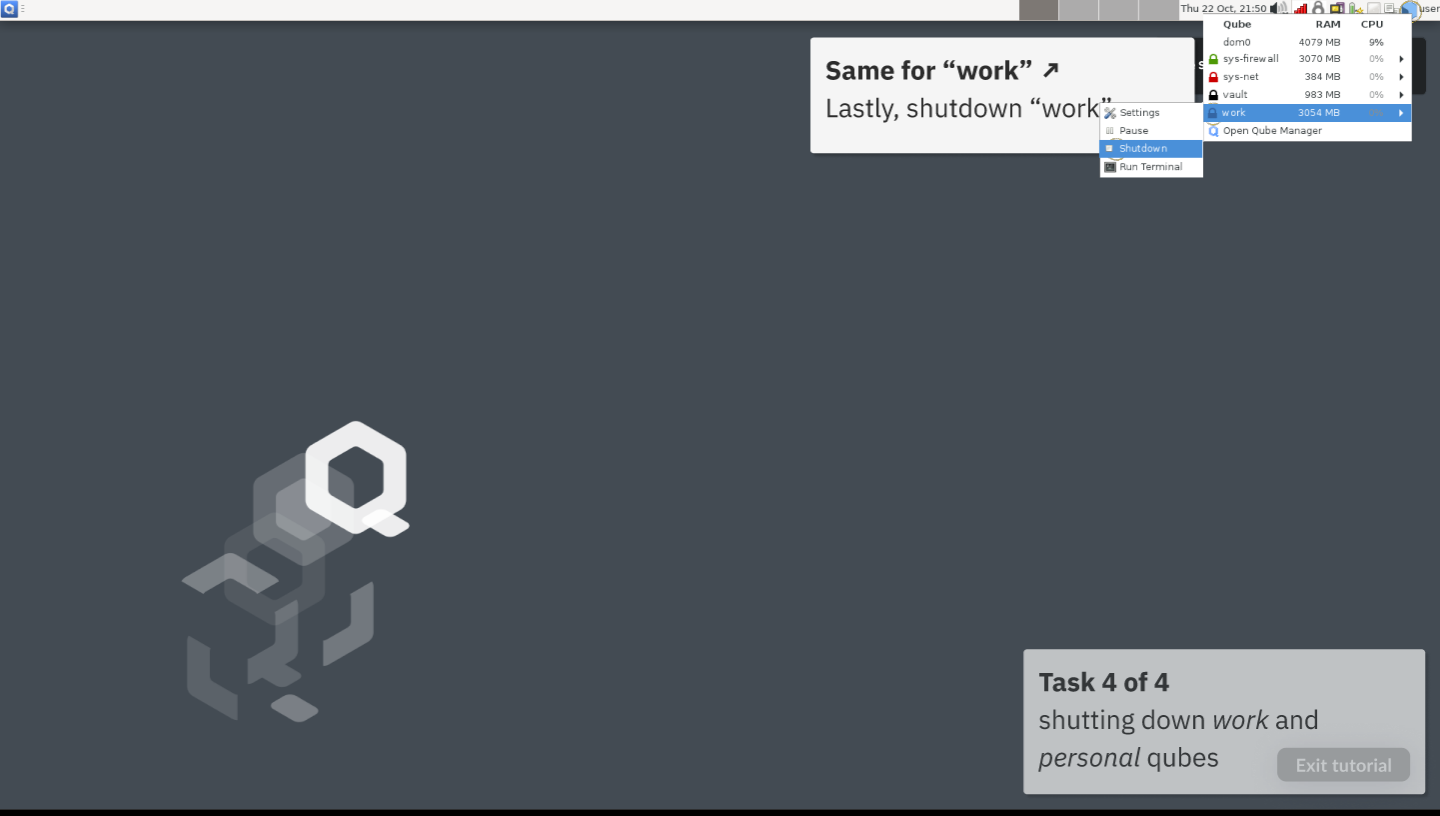 Thu 22 Oct, 21:50 user
Same for “work” ↗
Lastly, shutdown “work”
Qube RAM CPU
dom0 4079 MB 9%
sys-firewall 3070 MB 0%
sys-net 384 MB 0%
vault 983 MB 0%
work 3054 MB 0%
Open Qube Manager
Settings
Pause
Shutdown
Run Terminal
Task 4 of 4
shutting down work and
personal qubes
Exit tutorial